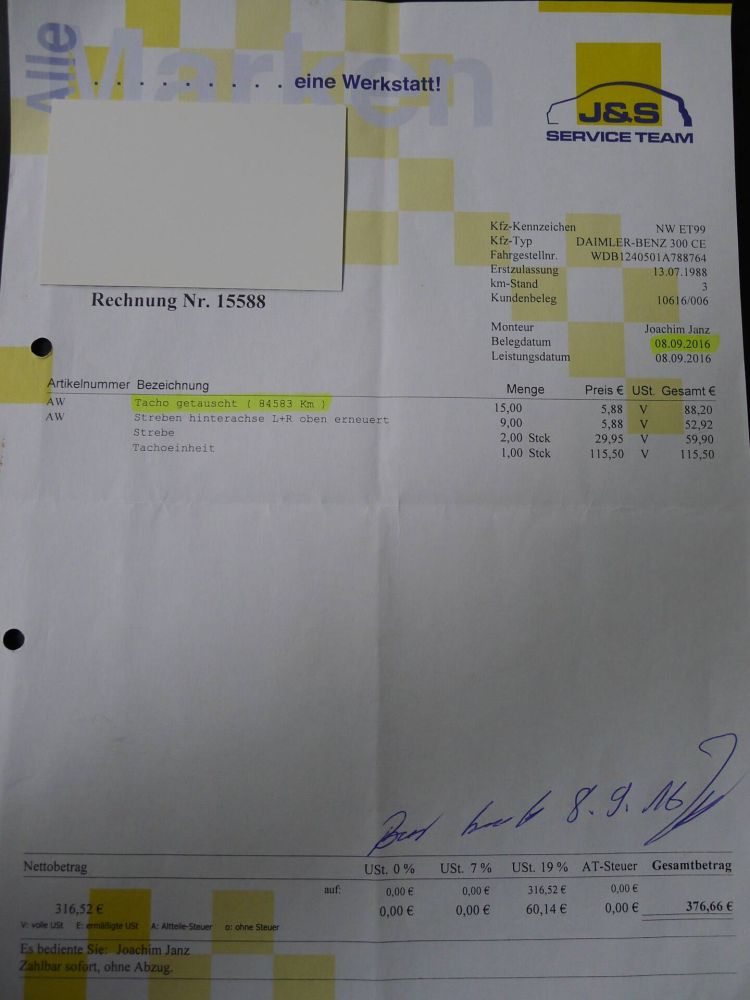 Alle
Marken
. . . . . . . . . . eine Werkstatt!
J&S
SERVICE TEAM
Kfz-Kennzeichen NW ET99
Kfz-Typ DAIMLER-BENZ 300 CE
Fahrgestellnr. WDB1240501A788764
Erstzulassung 13.07.1988
km-Stand 3
Kundenbeleg 10616/006
Rechnung Nr. 15588
Monteur Joachim Janz
Belegdatum 08.09.2016
Leistungsdatum 08.09.2016
Artikelnummer Bezeichnung Menge Preis € USt. Gesamt €
AW Tacho getauscht ( 84583 Km ) 15,00 5,88 V 88,20
AW Streben hinterachse L+R oben erneuert 9,00 5,88 V 52,92
Strebe 2,00 Stck 29,95 V 59,90
Tachoeinheit 1,00 Stck 115,50 V 115,50
8.9.16
Nettobetrag USt. 0 % USt. 7 % USt. 19 % AT-Steuer Gesamtbetrag
auf: 0,00 € 0,00 € 316,52 € 0,00 €
316,52 € 0,00 € 0,00 € 60,14 € 0,00 € 376,66 €
V: volle USt E: ermäßigte USt A: Altteile-Steuer o: ohne Steuer
Es bediente Sie: Joachim Janz
Zahlbar sofort, ohne Abzug.